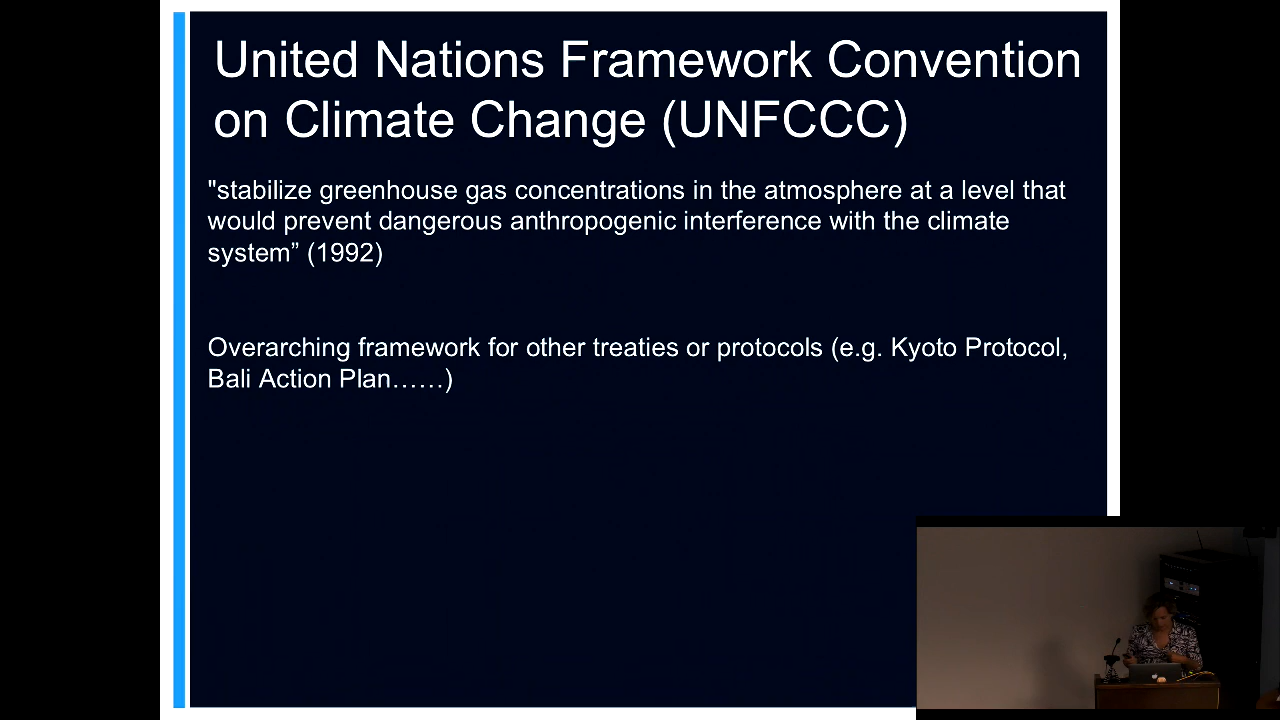 United Nations Framework Convention
on Climate Change (UNFCCC)
"stabilize greenhouse gas concentrations in the atmosphere at a level that
would prevent dangerous anthropogenic interference with the climate
system” (1992)
Overarching framework for other treaties or protocols (e.g. Kyoto Protocol,
Bali Action Plan……)